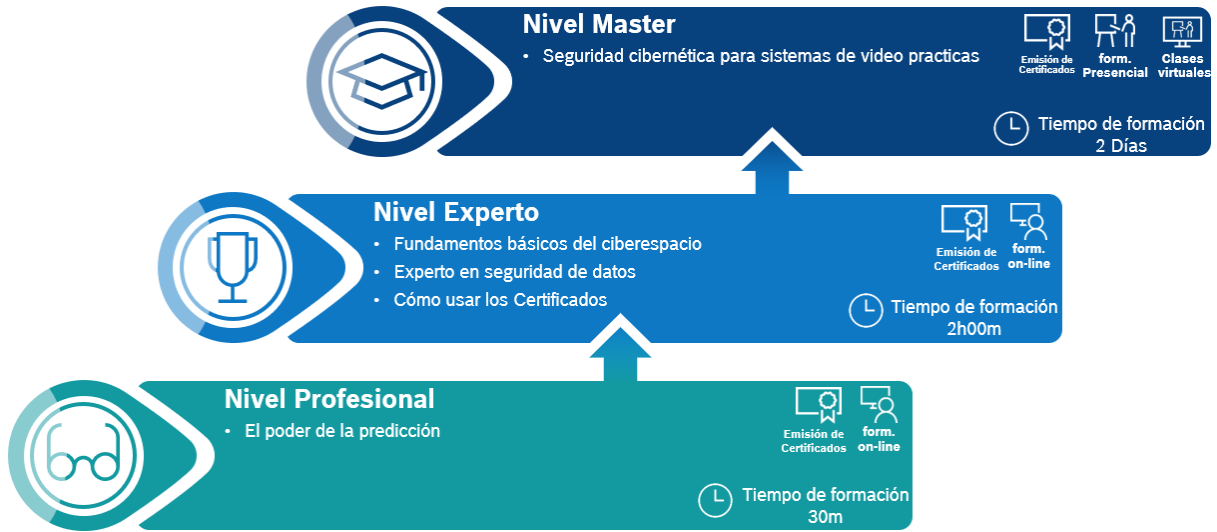 Nivel Master
• Seguridad cibernética para sistemas de video practicas
Emisión de
Certificados
form.
Presencial
Clases
virtuales
Tiempo de formación
2 Días
Nivel Experto
• Fundamentos básicos del ciberespacio
• Experto en seguridad de datos
• Cómo usar los Certificados
Emisión de
Certificados
form.
on-line
Tiempo de formación
2h00m
Nivel Profesional
• El poder de la predicción
Emisión de
Certificados
form.
on-line
Tiempo de formación
30m